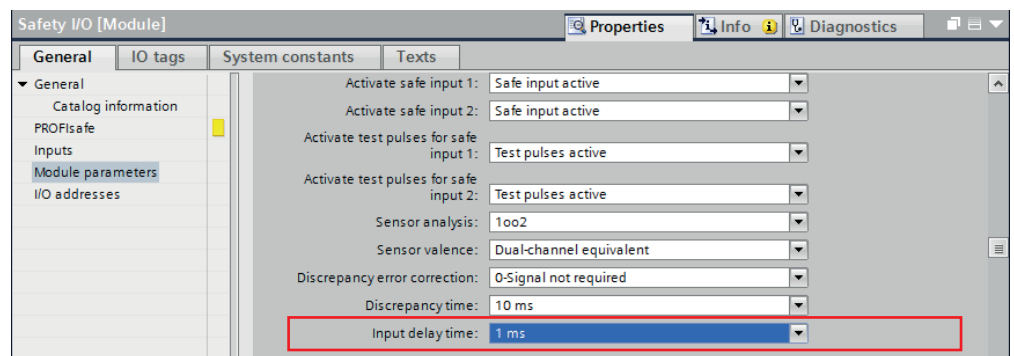 Safety I/O [Module]
Properties
Info
Diagnostics
General
IO tags
System constants
Texts
General
Catalog information
PROFIsafe
Inputs
Module parameters
I/O addresses
Activate safe input 1: Safe input active
Activate safe input 2: Safe input active
Activate test pulses for safe
input 1: Test pulses active
Activate test pulses for safe
input 2: Test pulses active
Sensor analysis: 1oo2
Sensor valence: Dual-channel equivalent
Discrepancy error correction: 0-Signal not required
Discrepancy time: 10 ms
Input delay time: 1 ms